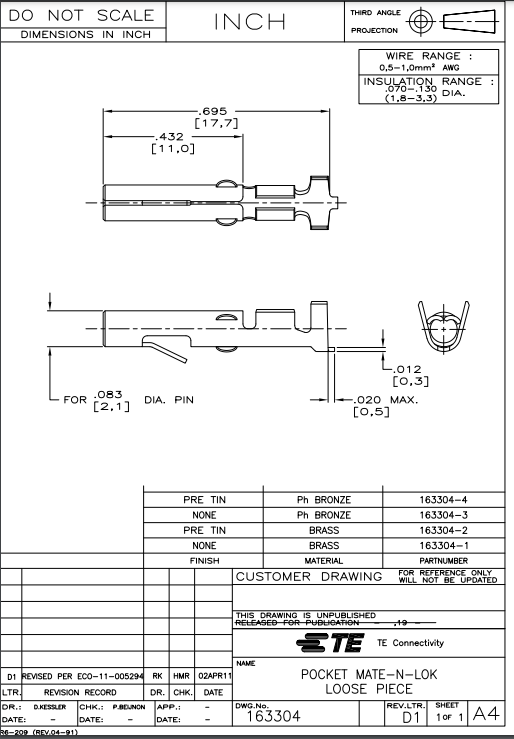 DO NOT SCALE
DIMENSIONS IN INCH
INCH
THIRD ANGLE
PROJECTION
WIRE RANGE :
0,5-1,0mm² AWG
INSULATION RANGE :
.070-.130 DIA.
(1,8-3,3)
.695
[17,7]
.432
[11,0]
FOR .083 DIA. PIN
[2,1]
.012
[0,3]
.020 MAX.
[0,5]
PRE TIN Ph BRONZE 163304-4
NONE Ph BRONZE 163304-3
PRE TIN BRASS 163304-2
NONE BRASS 163304-1
FINISH MATERIAL PARTNUMBER
CUSTOMER DRAWING
FOR REFERENCE ONLY
WILL NOT BE UPDATED
THIS DRAWING IS UNPUBLISHED
RELEASED FOR PUBLICATION - ,19 -
TE TE Connectivity
NAME
POCKET MATE-N-LOK
LOOSE PIECE
D1 REVISED PER ECO-11-005294 RK HMR 02APR11
LTR. REVISION RECORD DR. CHK. DATE
DR.: D.KESSLER CHK.: P.BEIJNON APP.: -
DATE: - DATE: - DATE: -
DWG.No.
163304
REV.LTR.
D1
SHEET
1 OF 1
A4
R6-209 (REV.04-91)